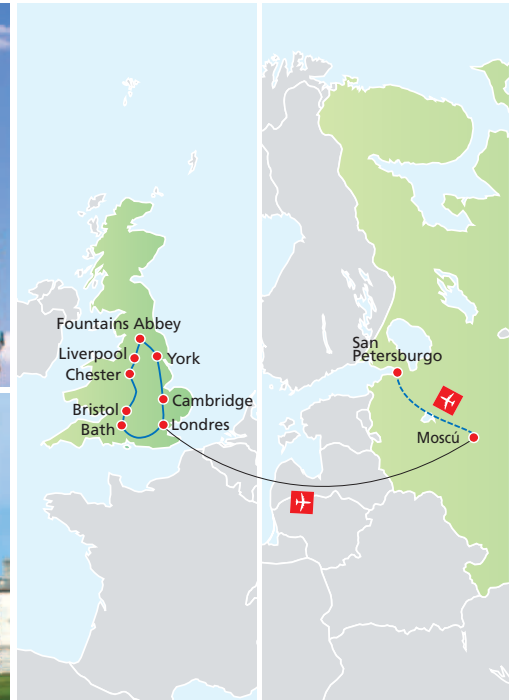 Fountains Abbey
Liverpool
York
Chester
Cambridge
Bristol
Londres
Bath
San
Petersburgo
Moscú